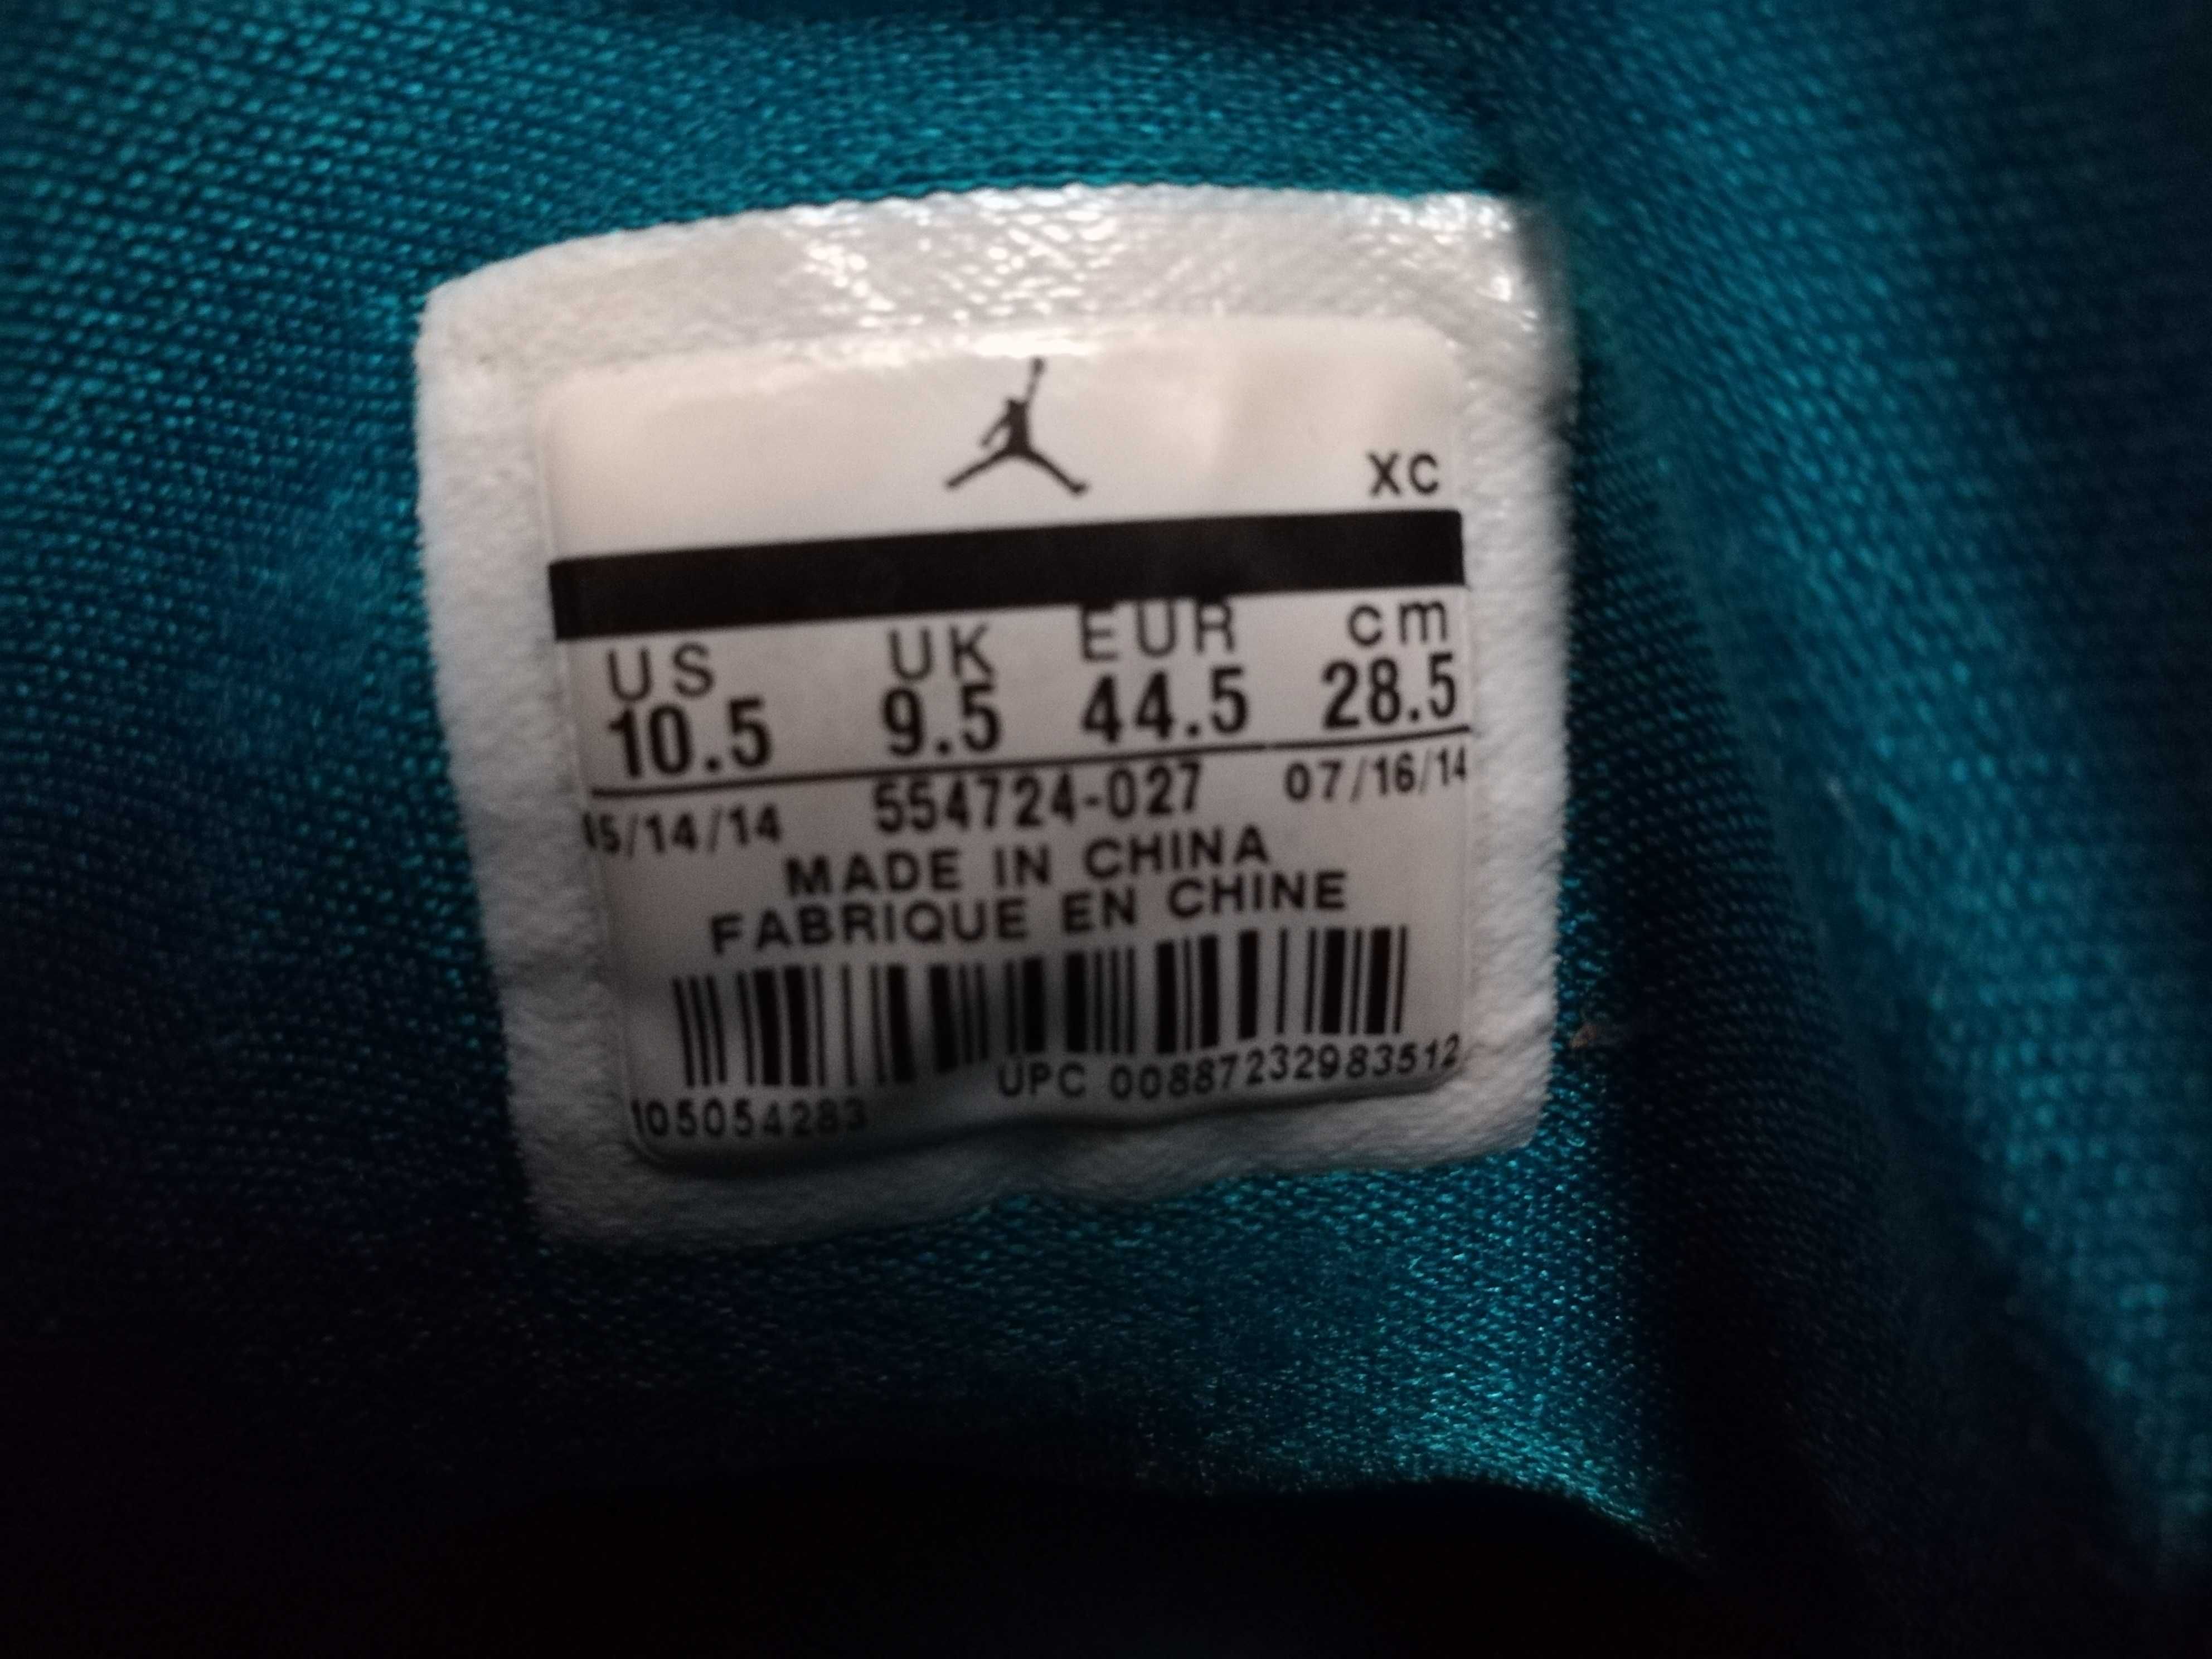 XC
US UK EUR cm
10.5 9.5 44.5 28.5
05/14/14 554724-027 07/16/14
MADE IN CHINA
FABRIQUE EN CHINE
UPC 00887232983512
105054283